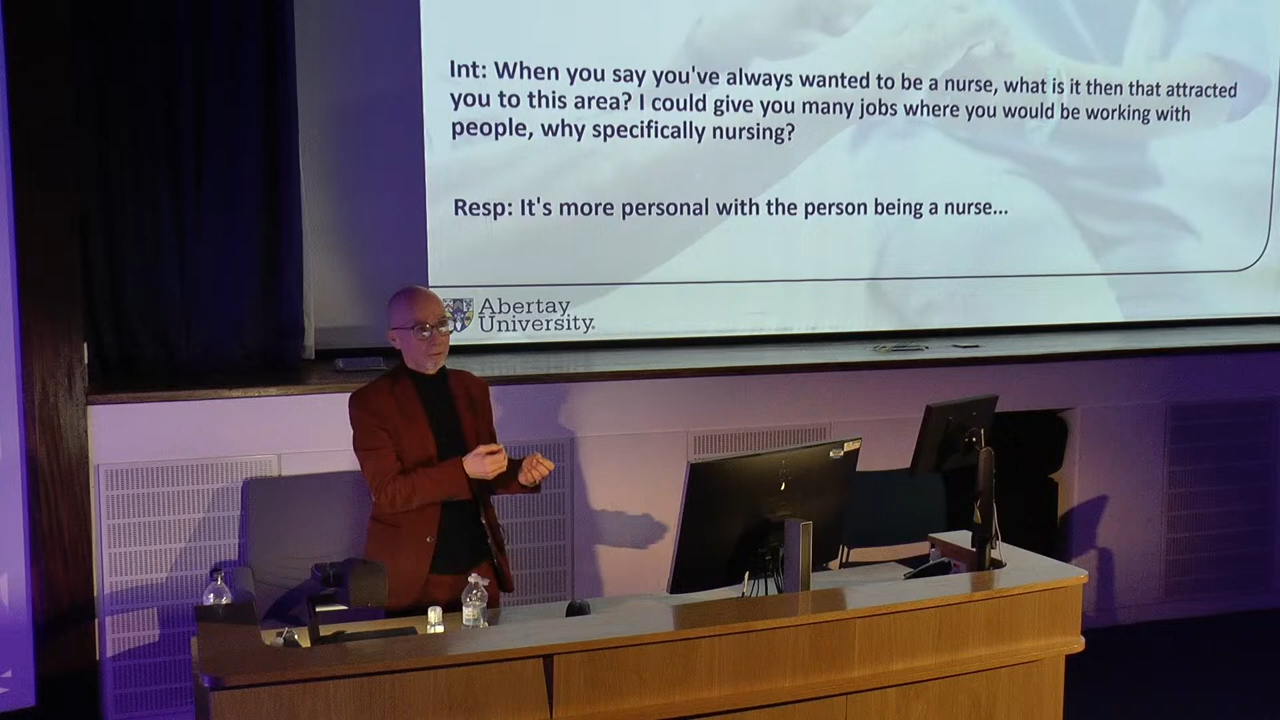 Int: When you say you've always wanted to be a nurse, what is it then that attracted
you to this area? I could give you many jobs where you would be working with
people, why specifically nursing?
Resp: It's more personal with the person being a nurse...
Abertay
University.